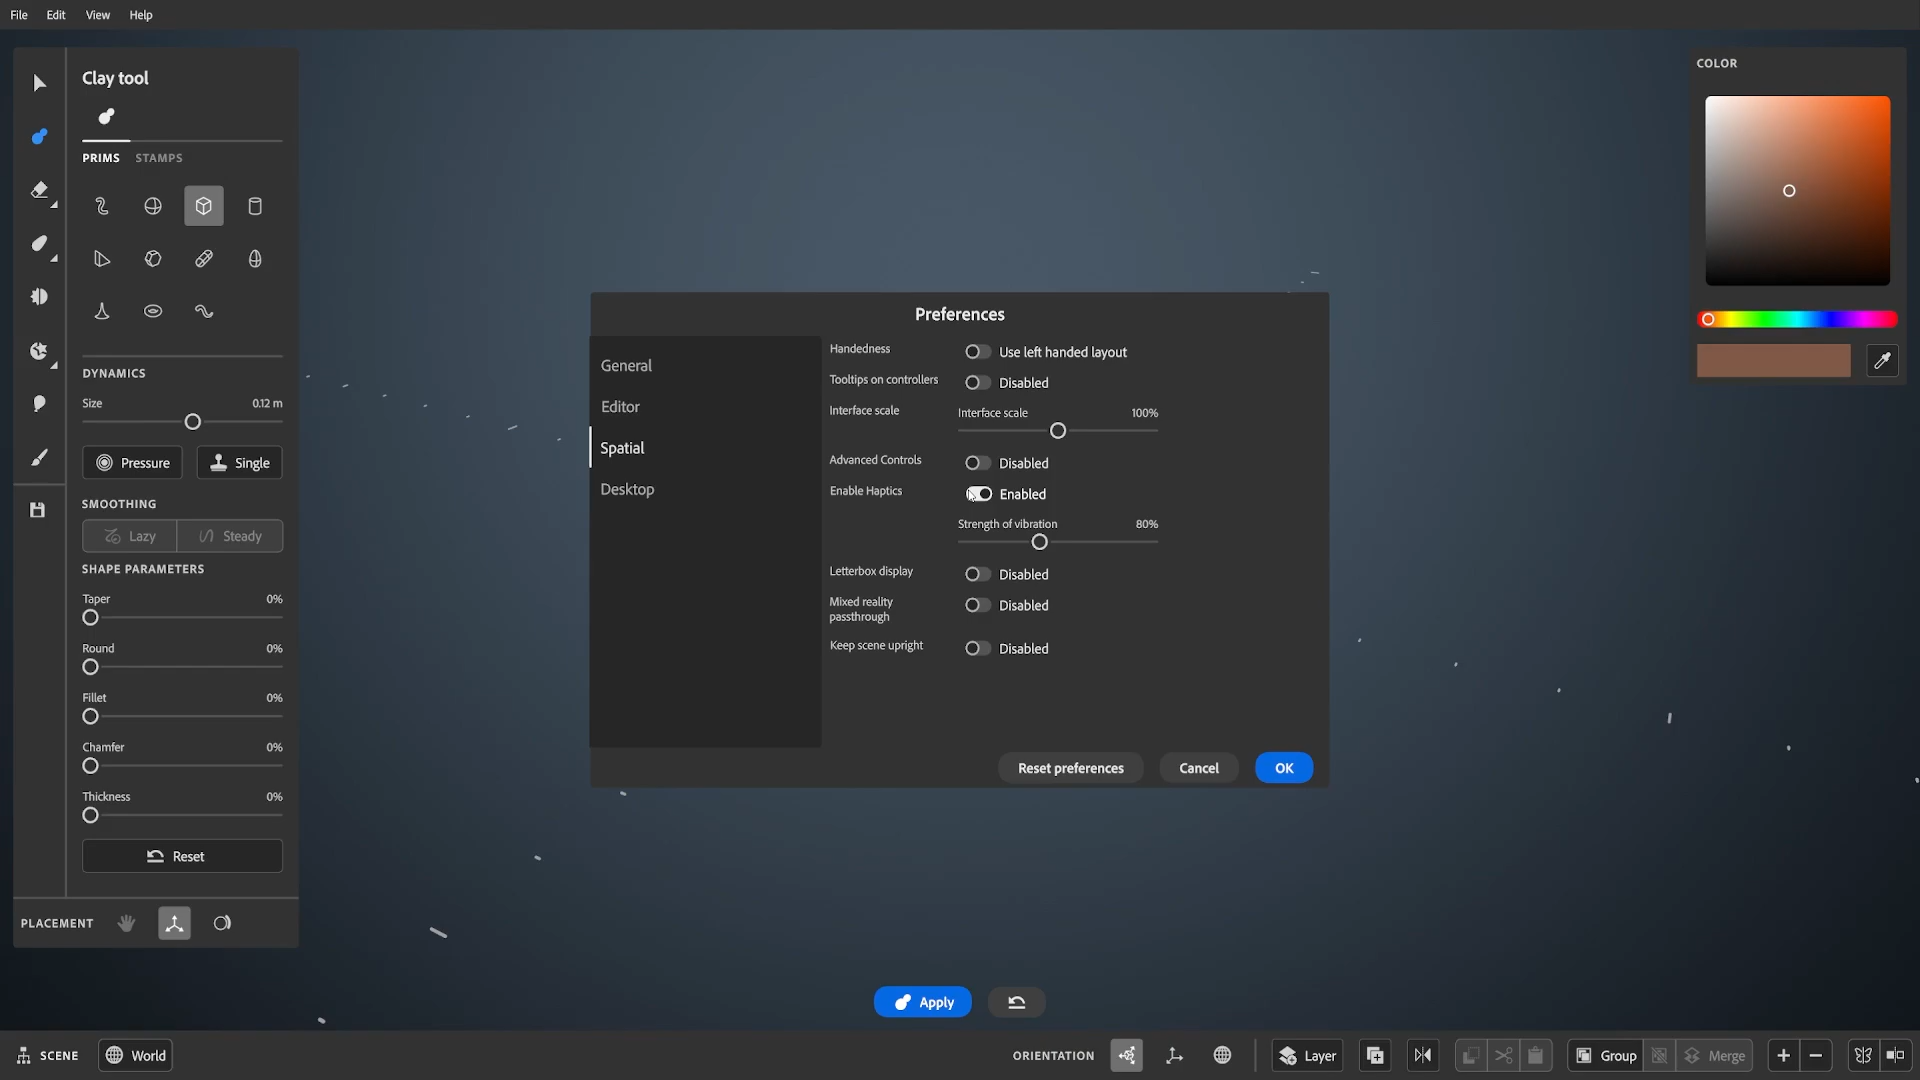 File Edit View Help
Clay tool
PRIMS STAMPS
DYNAMICS
Size 0.12 m
Pressure Single
SMOOTHING
Lazy Steady
SHAPE PARAMETERS
Taper 0%
Round 0%
Fillet 0%
Chamfer 0%
Thickness 0%
Reset
PLACEMENT
COLOR
Preferences
General
Editor
Spatial
Desktop
Handedness Use left handed layout
Tooltips on controllers Disabled
Interface scale Interface scale 100%
Advanced Controls Disabled
Enable Haptics Enabled
Strength of vibration 80%
Letterbox display Disabled
Mixed reality Disabled
passthrough
Keep scene upright Disabled
Reset preferences Cancel OK
Apply
SCENE World ORIENTATION Layer Group Merge